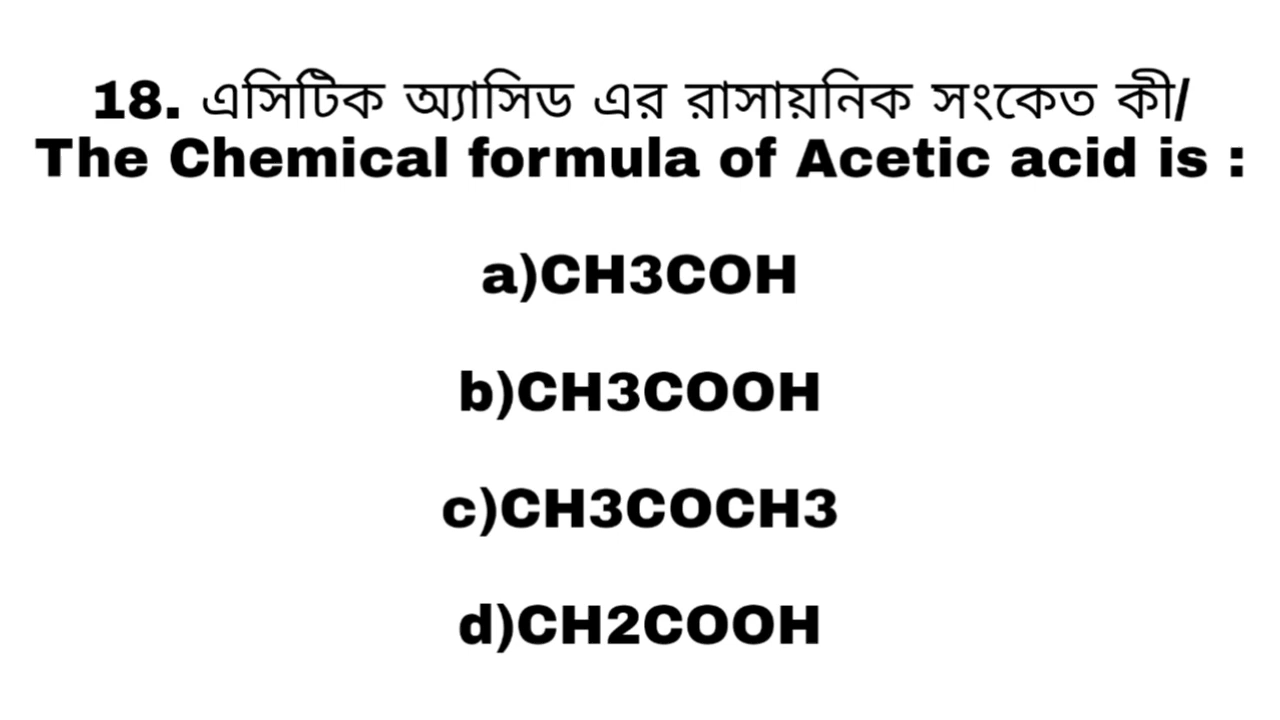 18. এসিটিক অ্যাসিড এর রাসায়নিক সংকেত কী/
The Chemical formula of Acetic acid is :
a)CH3COH
b)CH3COOH
c)CH3COCH3
d)CH2COOH